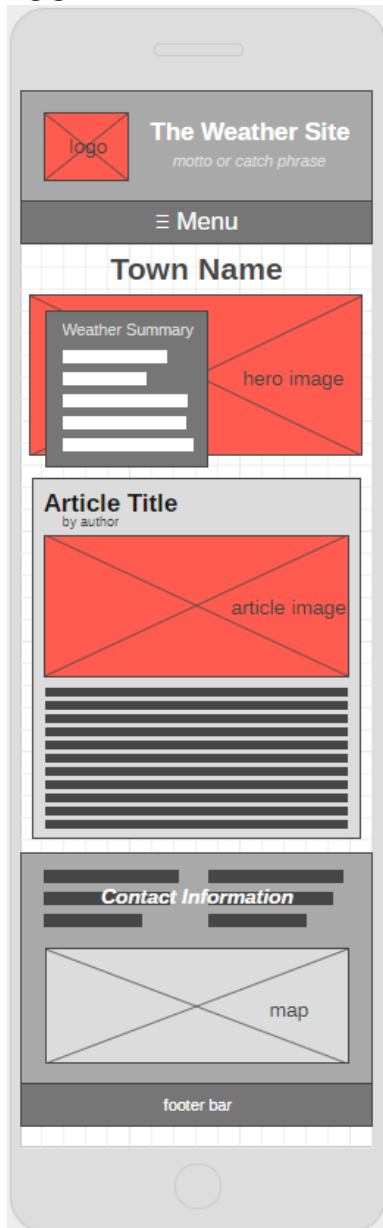 logo
The Weather Site
motto or catch phrase
☰ Menu
Town Name
Weather Summary
hero image
Article Title
by author
article image
Contact Information
map
footer bar